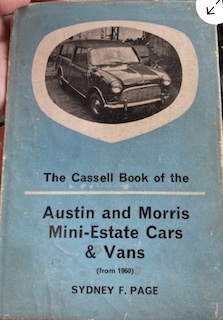 The Cassell Book of the
Austin and Morris
Mini-Estate Cars
& Vans
(from 1960)
SYDNEY F. PAGE